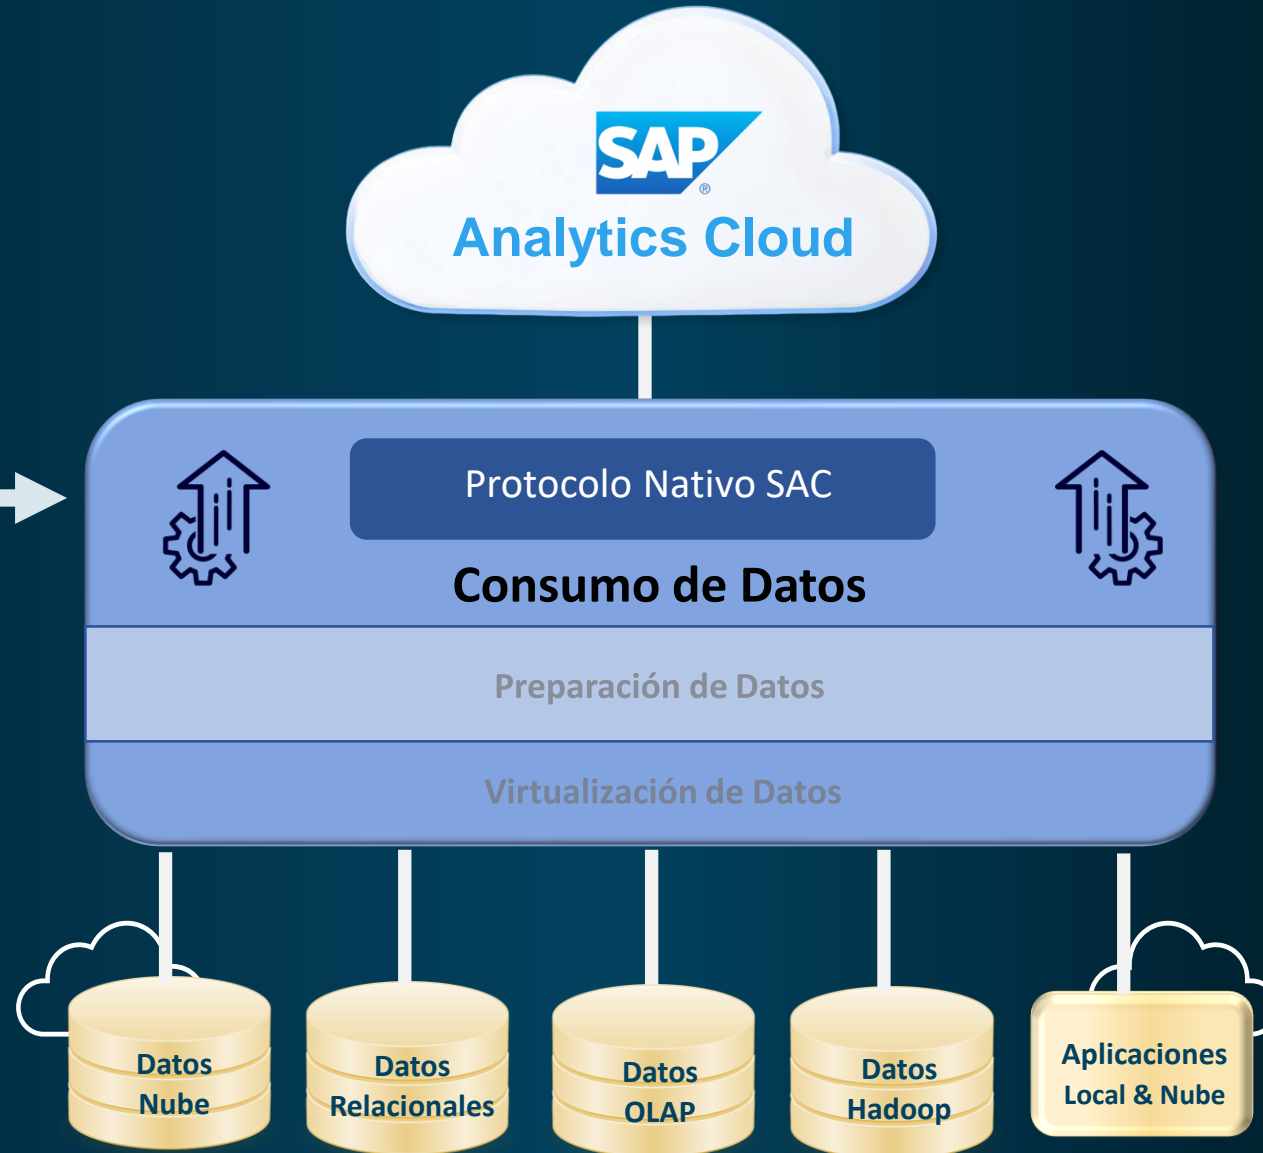 SAP
®
Analytics Cloud
Protocolo Nativo SAC
Consumo de Datos
Preparación de Datos
Virtualización de Datos
Datos
Nube
Datos
Relacionales
Datos
OLAP
Datos
Hadoop
Aplicaciones
Local & Nube